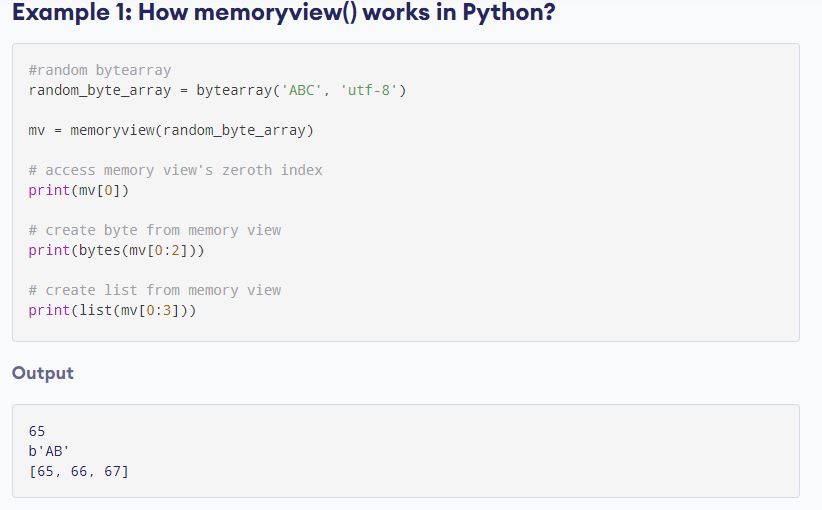 Example 1: How memoryview() works in Python?
#random bytearray
random_byte_array = bytearray('ABC', 'utf-8')
mv = memoryview(random_byte_array)
# access memory view's zeroth index
print(mv[0])
# create byte from memory view
print(bytes(mv[0:2]))
# create list from memory view
print(list(mv[0:3]))
Output
65
b'AB'
[65, 66, 67]